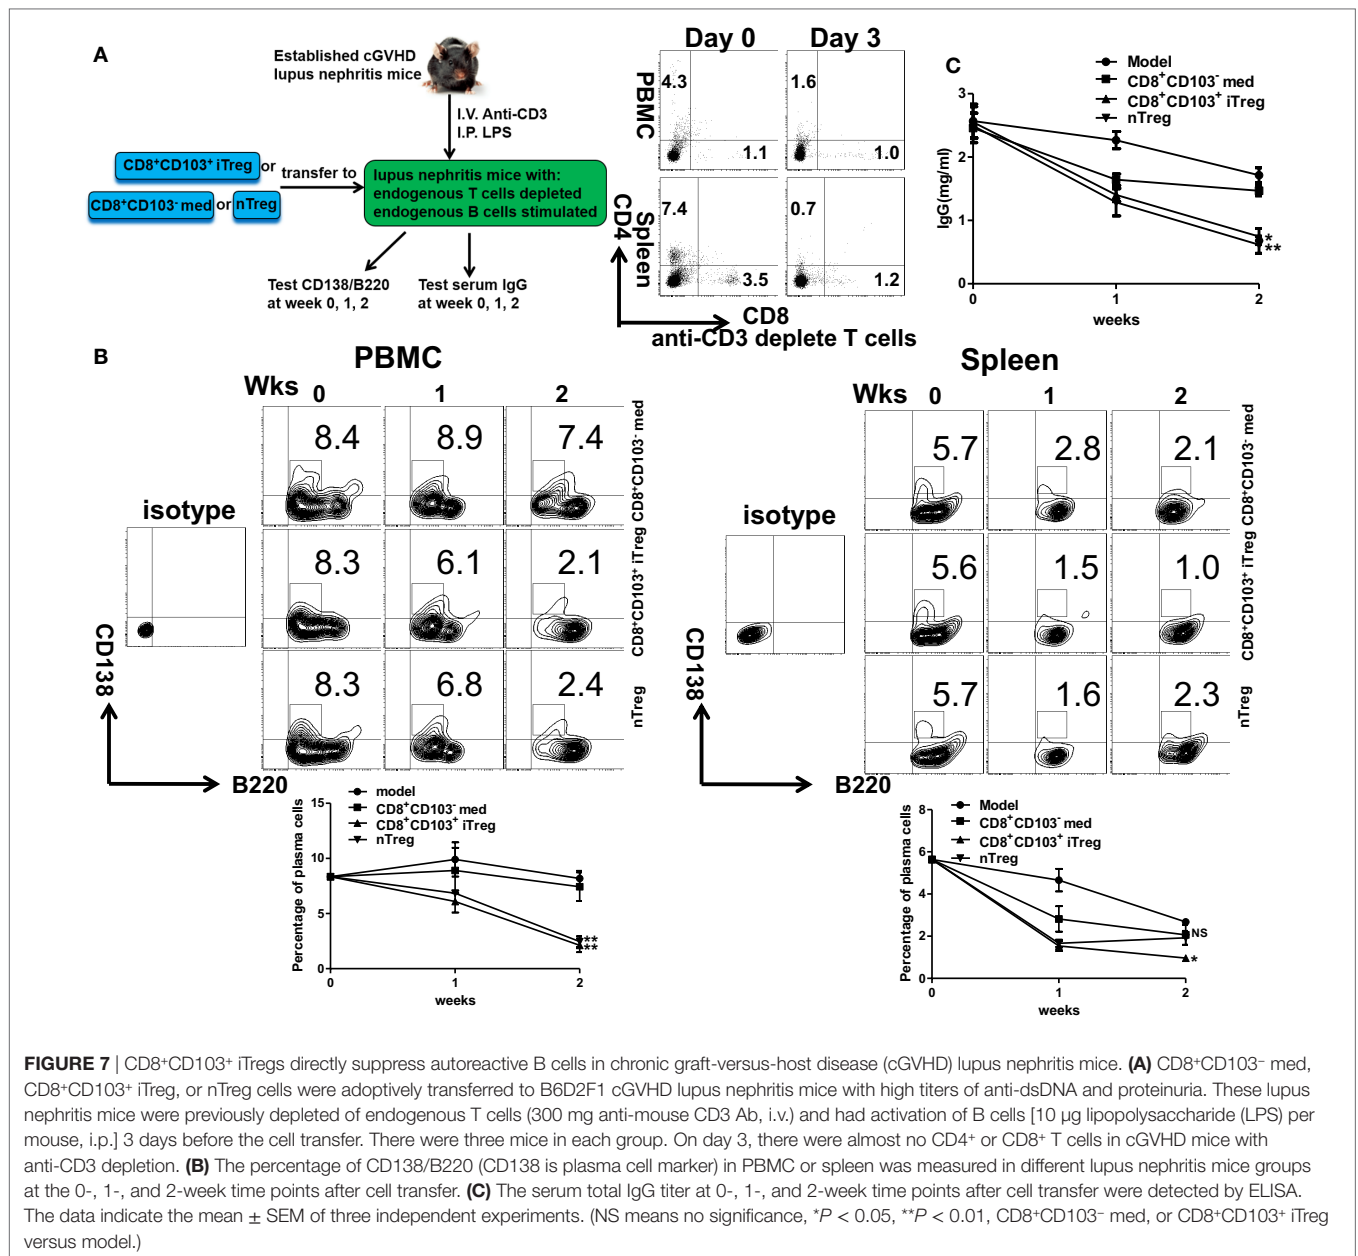 A
Established cGVHD
lupus nephritis mice
I.V. Anti-CD3
I.P. LPS
CD8⁺CD103⁺ iTreg or
CD8⁺CD103⁻ med or nTreg
transfer to
lupus nephritis mice with:
endogenous T cells depleted
endogenous B cells stimulated
Test CD138/B220
at week 0, 1, 2
Test serum IgG
at week 0, 1, 2
Day 0 Day 3
PBMC
4.3 1.6
1.1 1.0
Spleen
7.4 0.7
3.5 1.2
CD4
CD8
anti-CD3 deplete T cells
C
Model
CD8⁺CD103⁻ med
CD8⁺CD103⁺ iTreg
nTreg
IgG(mg/ml)
3
2
1
0
*
**
0 1 2
weeks
B
PBMC
Wks 0 1 2
8.4 8.9 7.4
CD8⁺CD103⁻ med
isotype
8.3 6.1 2.1
CD8⁺CD103⁺ iTreg
8.3 6.8 2.4
nTreg
CD138
B220
model
CD8⁺CD103⁻ med
CD8⁺CD103⁺ iTreg
nTreg
Percentage of plasma cells
15
10
5
0
**
**
0 1 2
weeks
Spleen
Wks 0 1 2
5.7 2.8 2.1
CD8⁺CD103⁻ med
isotype
5.6 1.5 1.0
CD8⁺CD103⁺ iTreg
5.7 1.6 2.3
nTreg
CD138
B220
Model
CD8⁺CD103⁻ med
CD8⁺CD103⁺ iTreg
nTreg
Percentage of plasma cells
8
6
4
2
0
NS
*
0 1 2
weeks
FIGURE 7 | CD8⁺CD103⁺ iTregs directly suppress autoreactive B cells in chronic graft-versus-host disease (cGVHD) lupus nephritis mice. (A) CD8⁺CD103⁻ med,
CD8⁺CD103⁺ iTreg, or nTreg cells were adoptively transferred to B6D2F1 cGVHD lupus nephritis mice with high titers of anti-dsDNA and proteinuria. These lupus
nephritis mice were previously depleted of endogenous T cells (300 mg anti-mouse CD3 Ab, i.v.) and had activation of B cells [10 µg lipopolysaccharide (LPS) per
mouse, i.p.] 3 days before the cell transfer. There were three mice in each group. On day 3, there were almost no CD4⁺ or CD8⁺ T cells in cGVHD mice with
anti-CD3 depletion. (B) The percentage of CD138/B220 (CD138 is plasma cell marker) in PBMC or spleen was measured in different lupus nephritis mice groups
at the 0-, 1-, and 2-week time points after cell transfer. (C) The serum total IgG titer at 0-, 1-, and 2-week time points after cell transfer were detected by ELISA.
The data indicate the mean ± SEM of three independent experiments. (NS means no significance, *P < 0.05, **P < 0.01, CD8⁺CD103⁻ med, or CD8⁺CD103⁺ iTreg
versus model.)